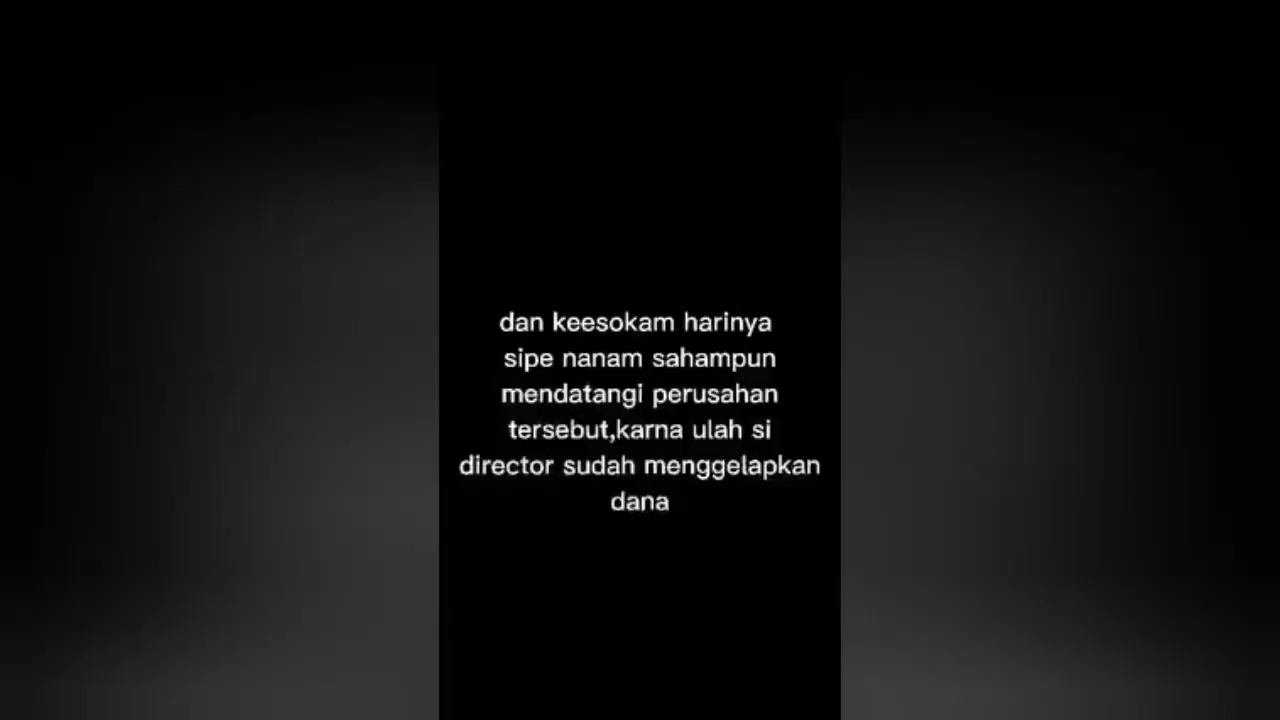 dan keesokam harinya
sipe nanam sahampun
mendatangi perusahan
tersebut,karna ulah si
director sudah menggelapkan
dana